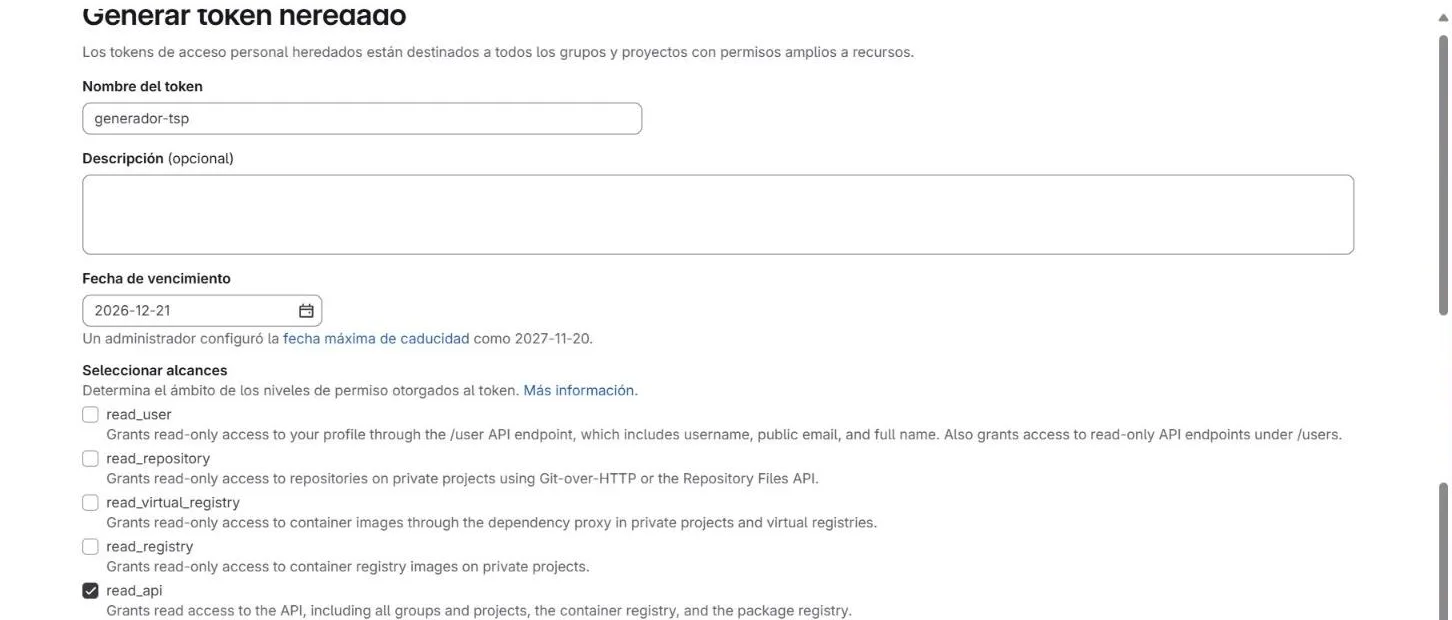 Generar token heredado
Los tokens de acceso personal heredados están destinados a todos los grupos y proyectos con permisos amplios a recursos.
Nombre del token
generador-tsp
Descripción (opcional)
Fecha de vencimiento
2026-12-21
Un administrador configuró la fecha máxima de caducidad como 2027-11-20.
Seleccionar alcances
Determina el ámbito de los niveles de permiso otorgados al token. Más información.
read_user
Grants read-only access to your profile through the /user API endpoint, which includes username, public email, and full name. Also grants access to read-only API endpoints under /users.
read_repository
Grants read-only access to repositories on private projects using Git-over-HTTP or the Repository Files API.
read_virtual_registry
Grants read-only access to container images through the dependency proxy in private projects and virtual registries.
read_registry
Grants read-only access to container registry images on private projects.
read_api
Grants read access to the API, including all groups and projects, the container registry, and the package registry.